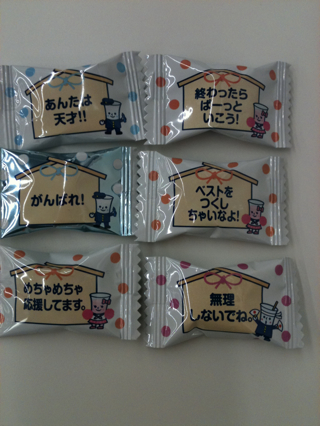 あんたは
天才!!
終わったら
ぱーっと
いこう!
がんばれ!
ベストを
つくし
ちゃいなよ!
めちゃめちゃ
応援してます。
無理
しないでね。